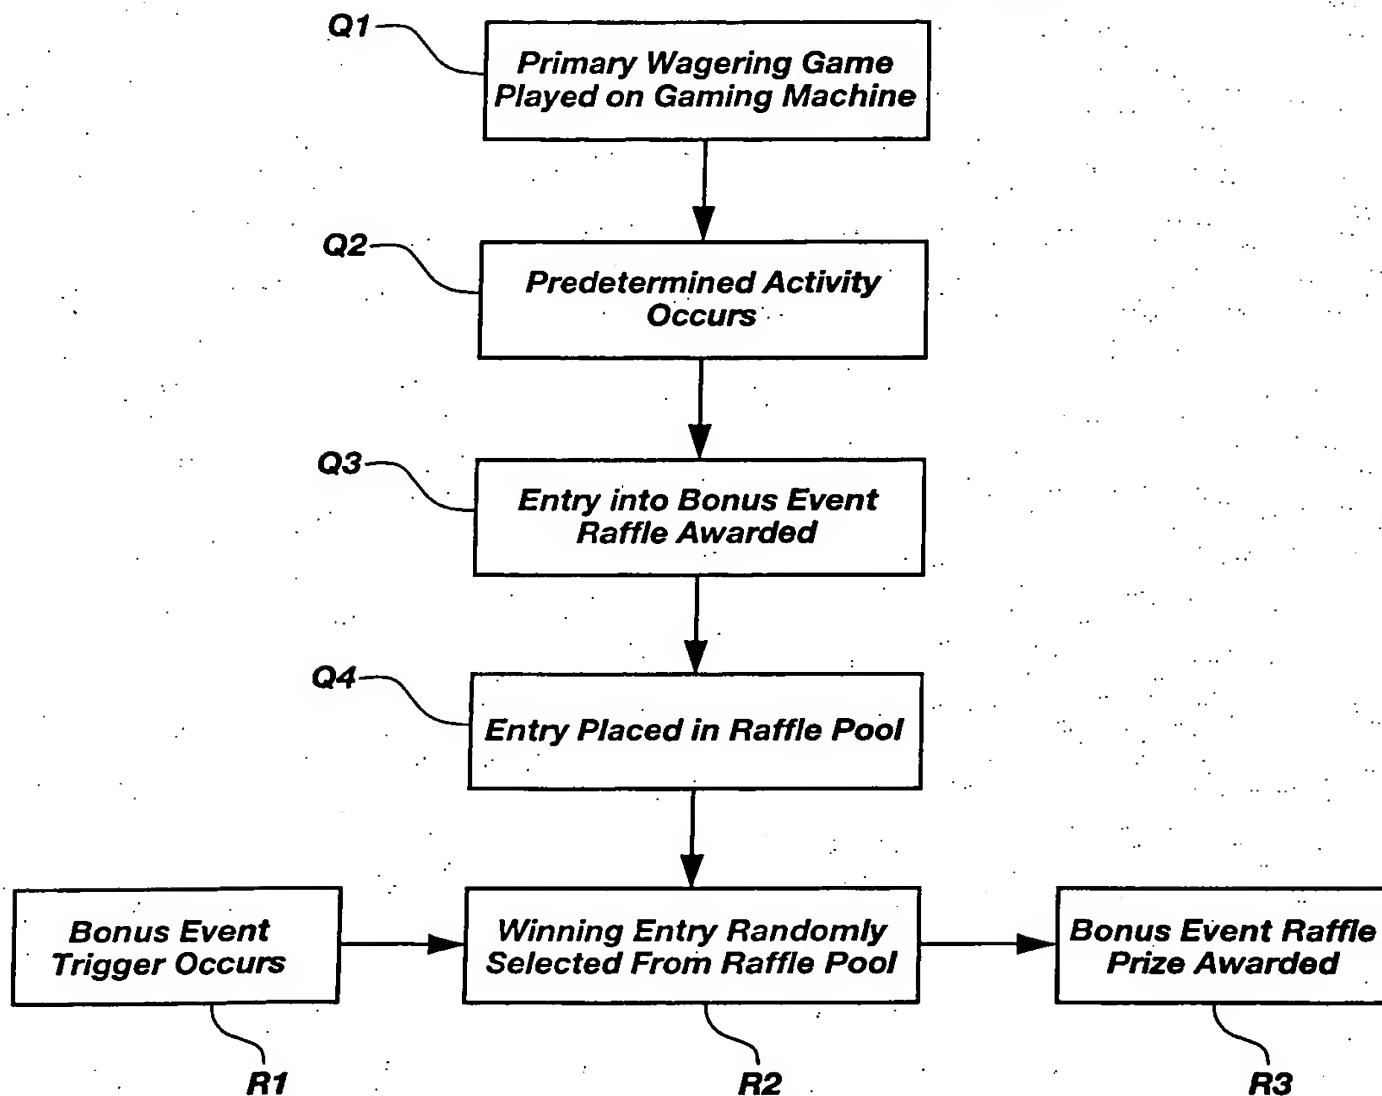 Q1
Primary Wagering Game
Played on Gaming Machine
Q2
Predetermined Activity
Occurs
Q3
Entry into Bonus Event
Raffle Awarded
Q4
Entry Placed in Raffle Pool
Bonus Event
Trigger Occurs
Winning Entry Randomly
Selected From Raffle Pool
Bonus Event Raffle
Prize Awarded
R1
R2
R3